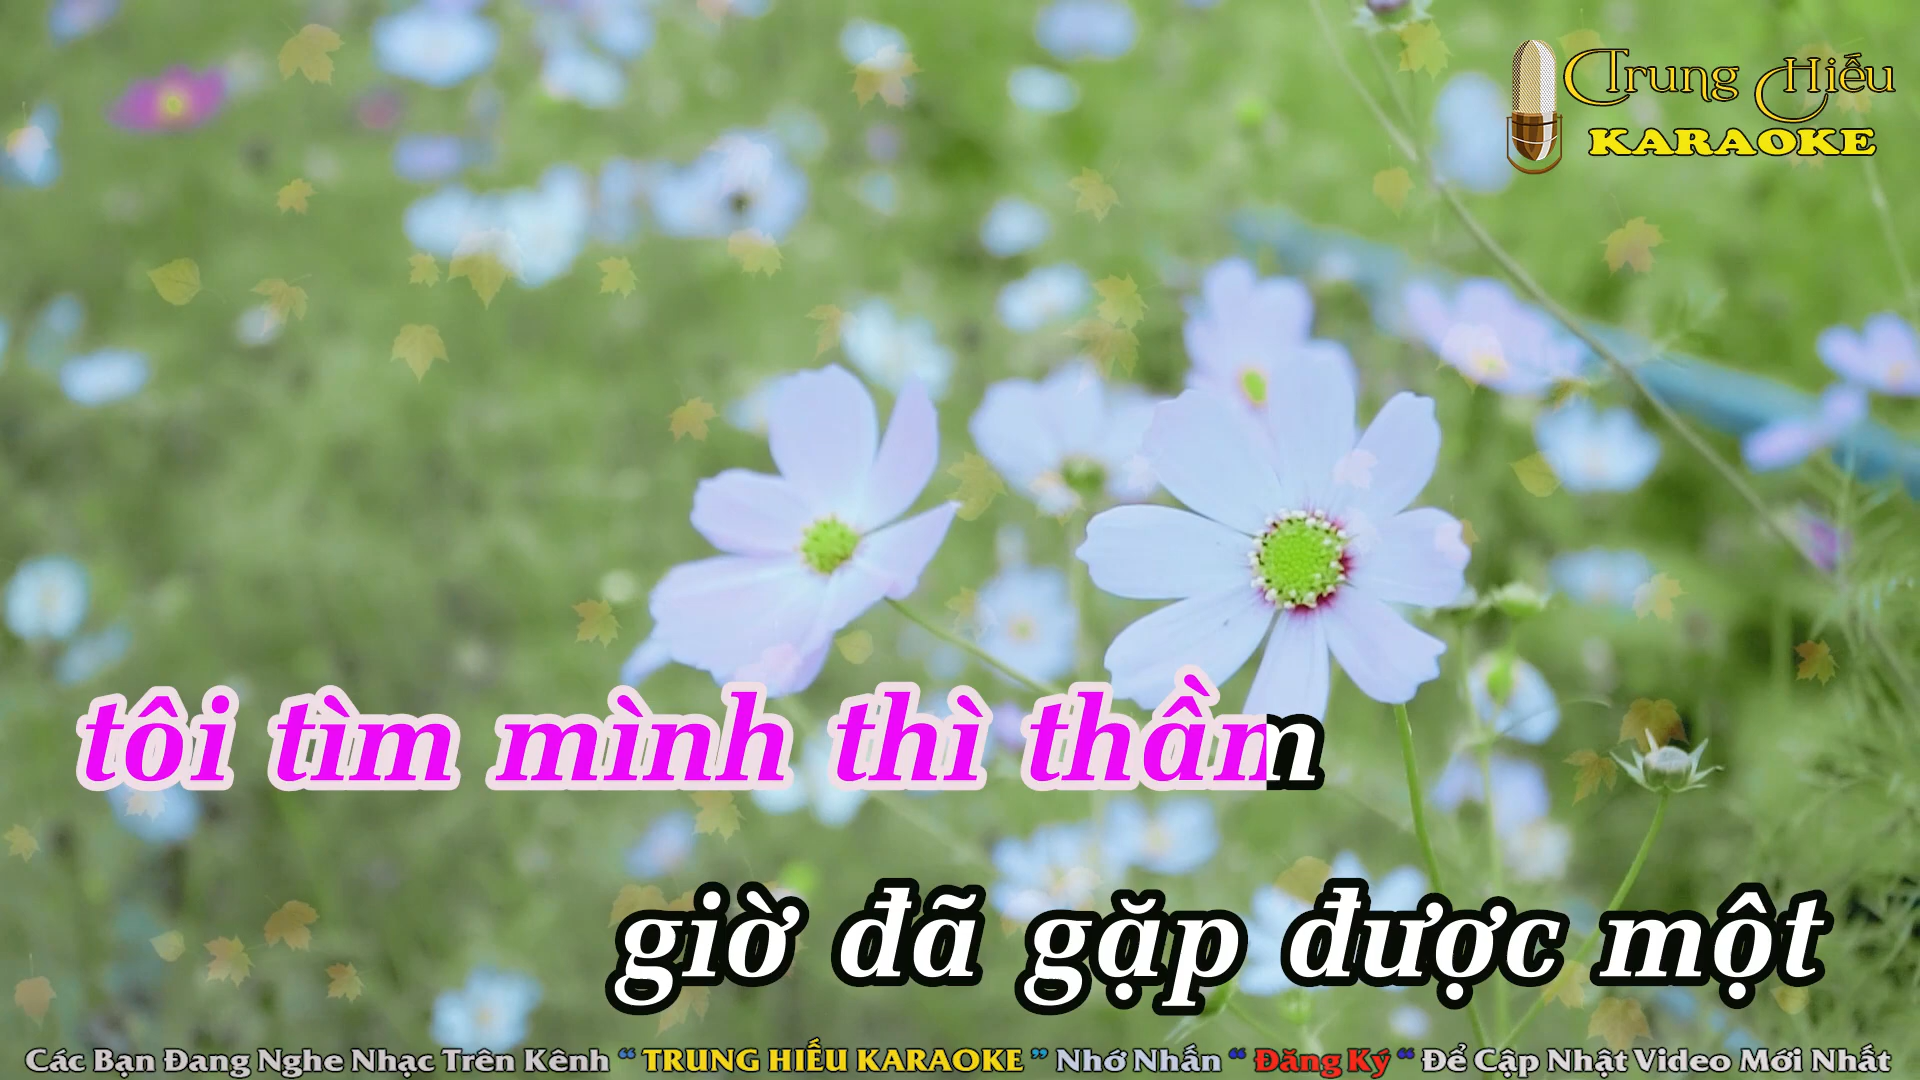 Trung Hiếu
KARAOKE
tôi tìm mình thì thầm
giờ đã gặp được một
Các Bạn Đang Nghe Nhạc Trên Kênh “ TRUNG HIẾU KARAOKE ” Nhớ Nhấn “ Đăng Ký “ Để Cập Nhật Video Mới Nhất